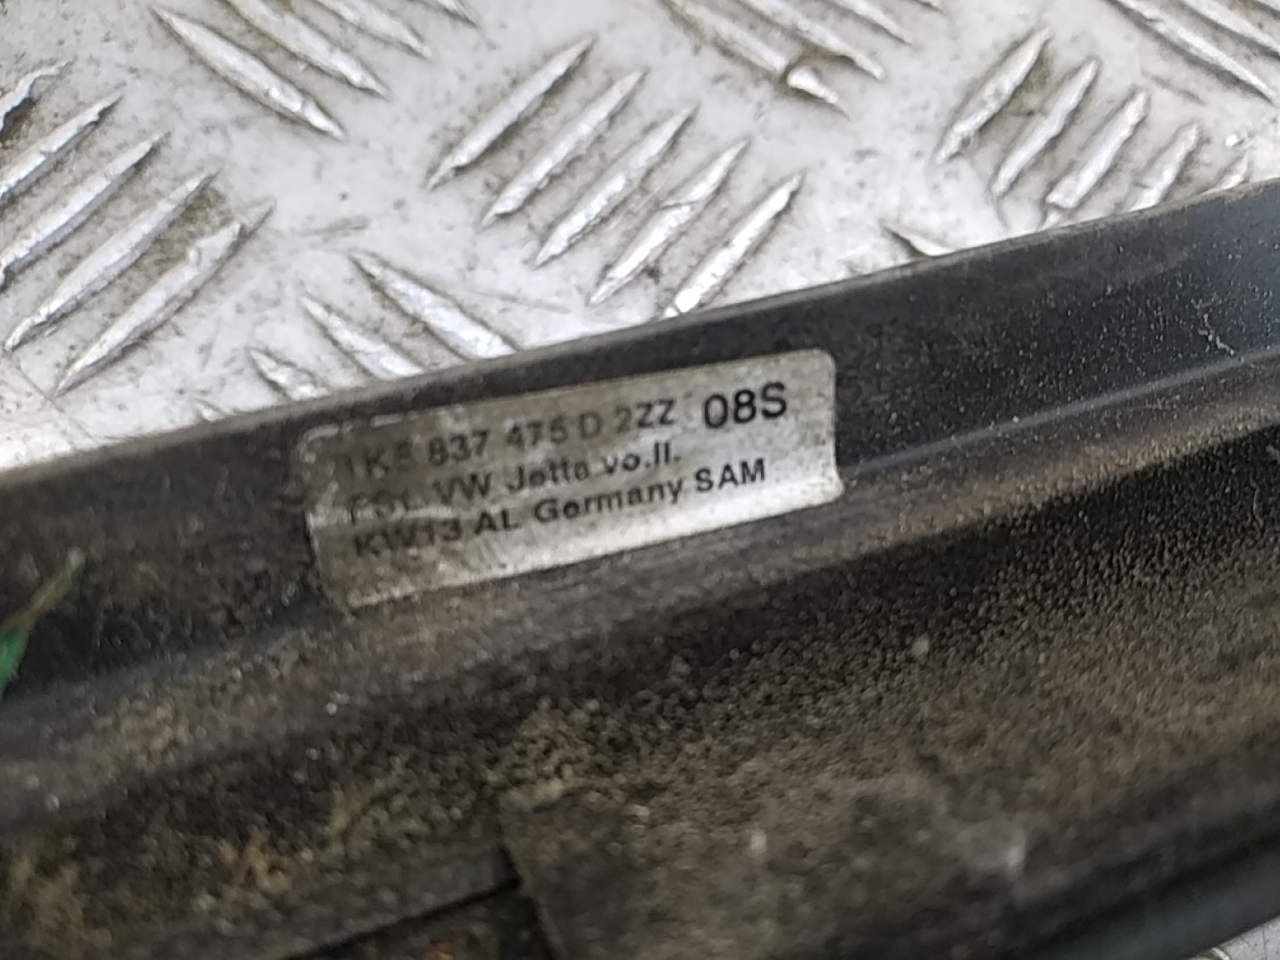 1K5 837 475 D 2ZZ 08S
FSL VW Jetta vo.li.
KW13 AL Germany SAM